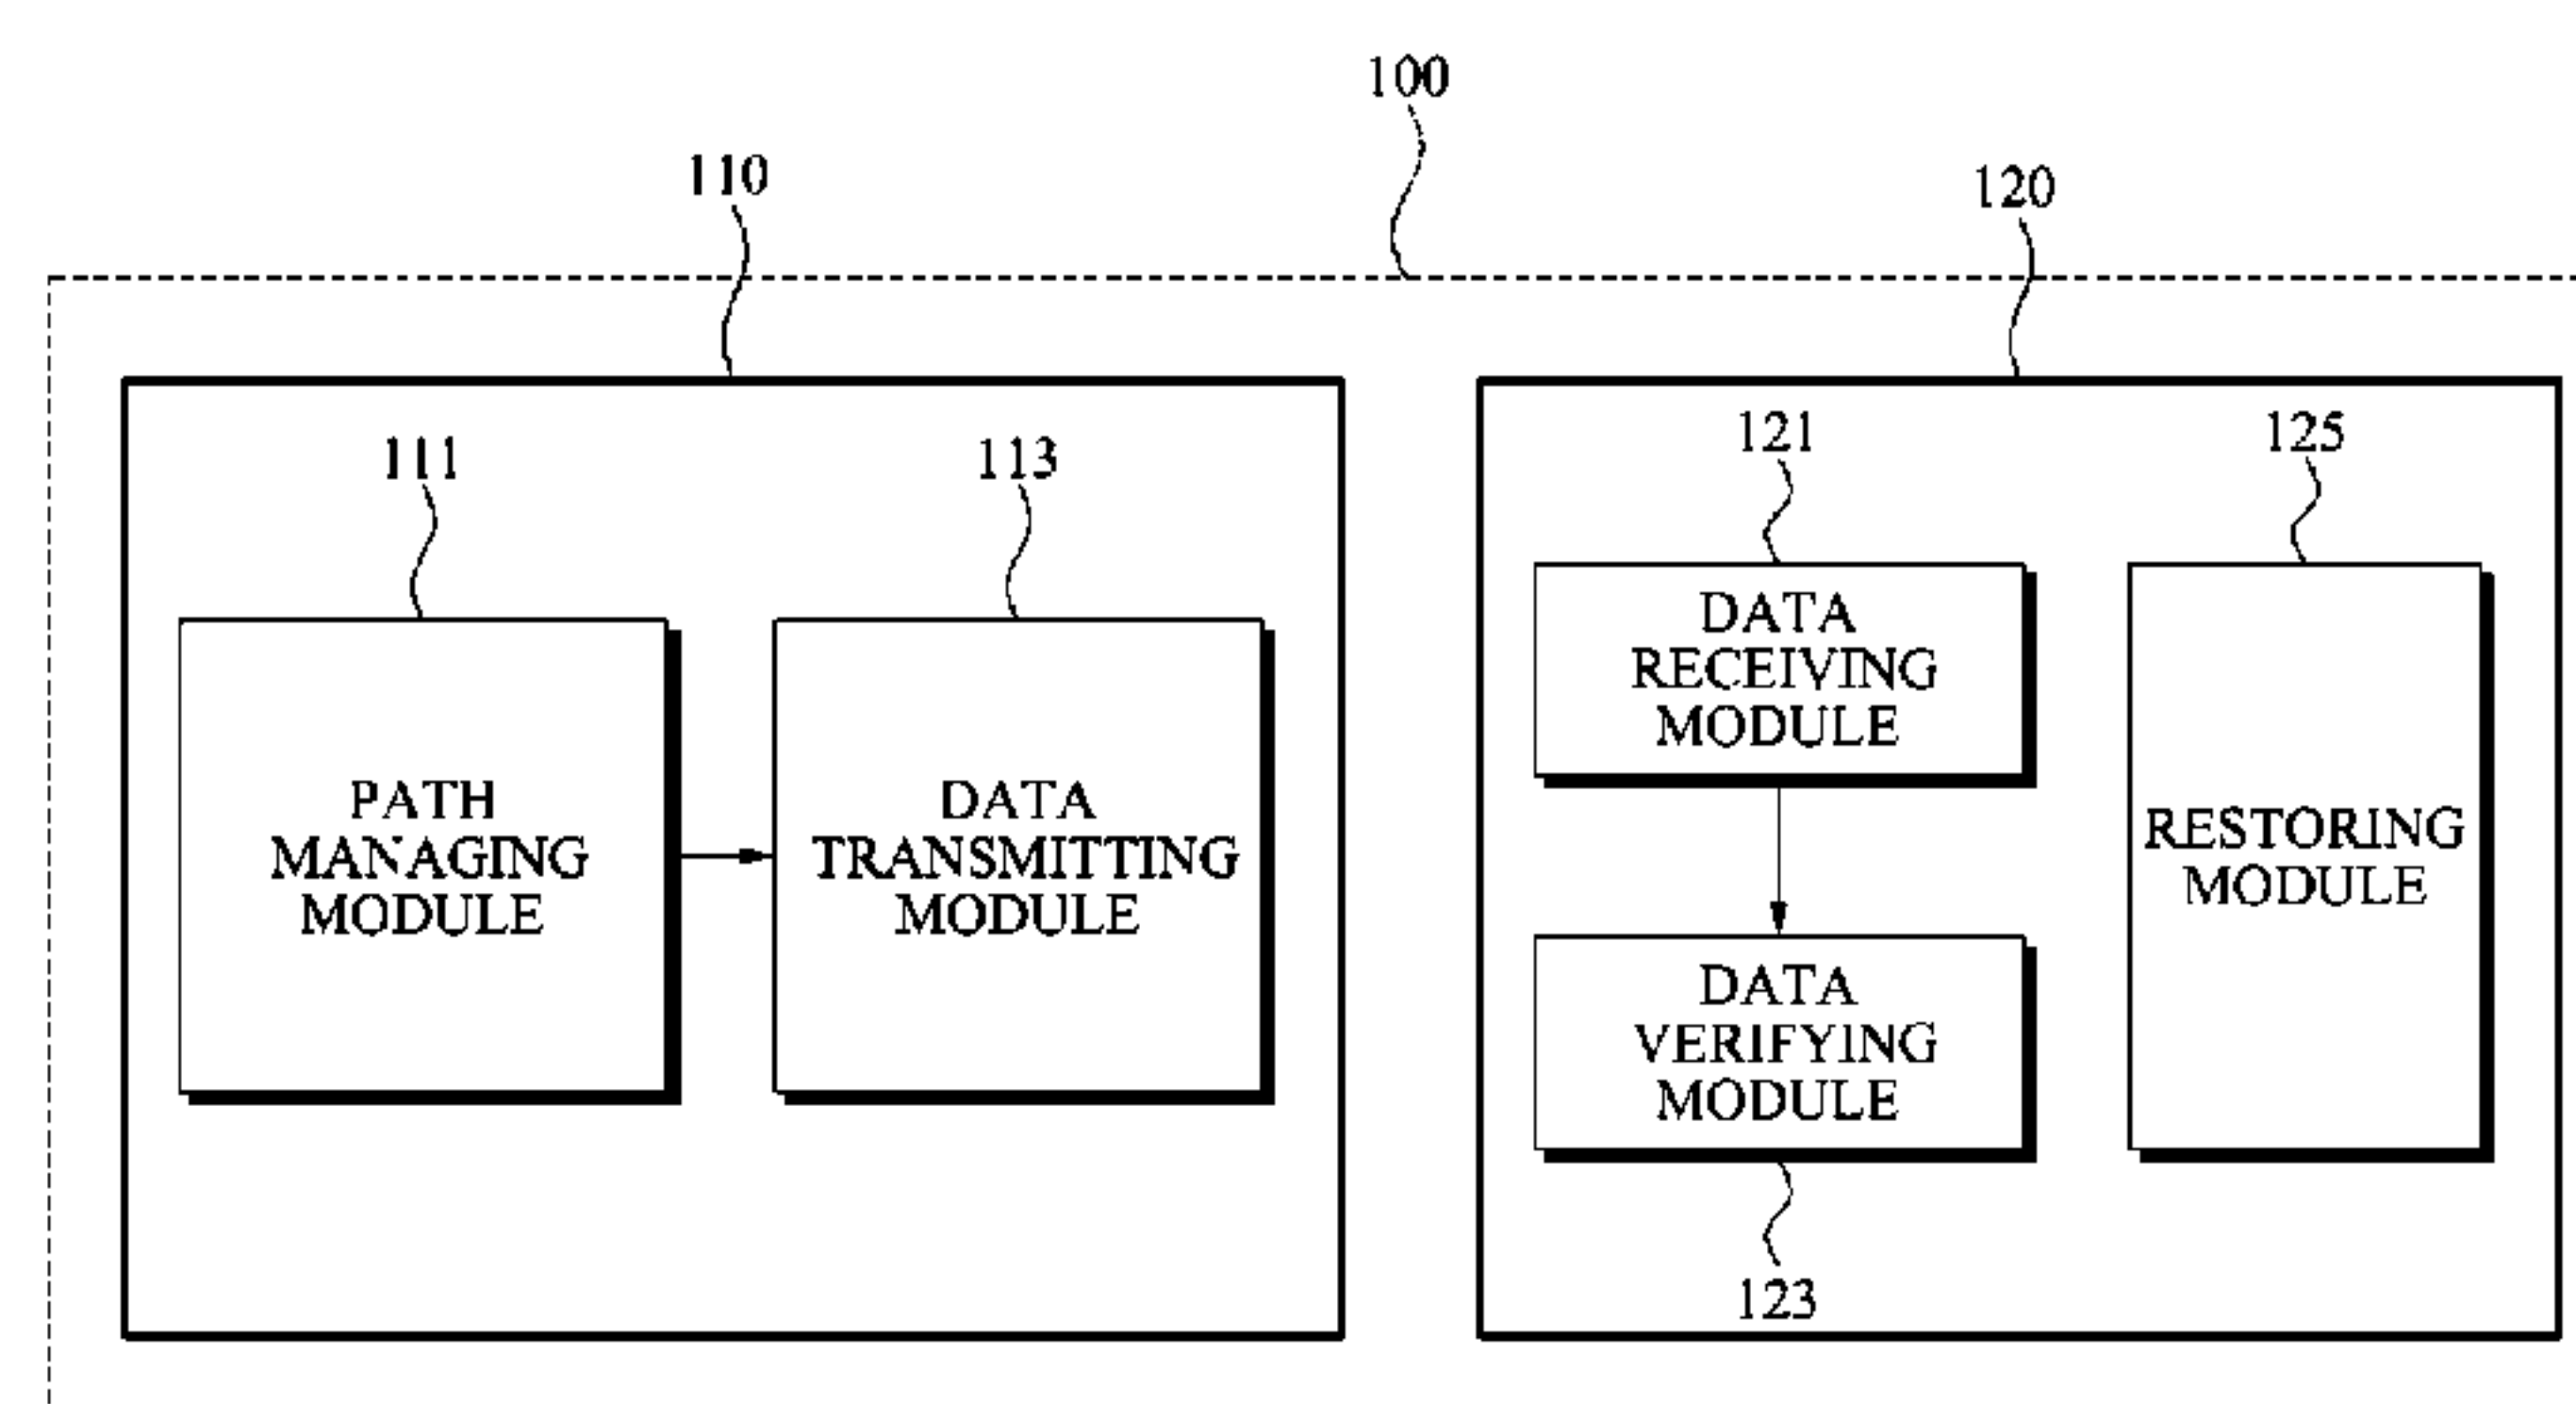 100
110
120
111
113
121
125
PATH
MANAGING
MODULE
DATA
TRANSMITTING
MODULE
DATA
RECEIVING
MODULE
RESTORING
MODULE
DATA
VERIFYING
MODULE
123